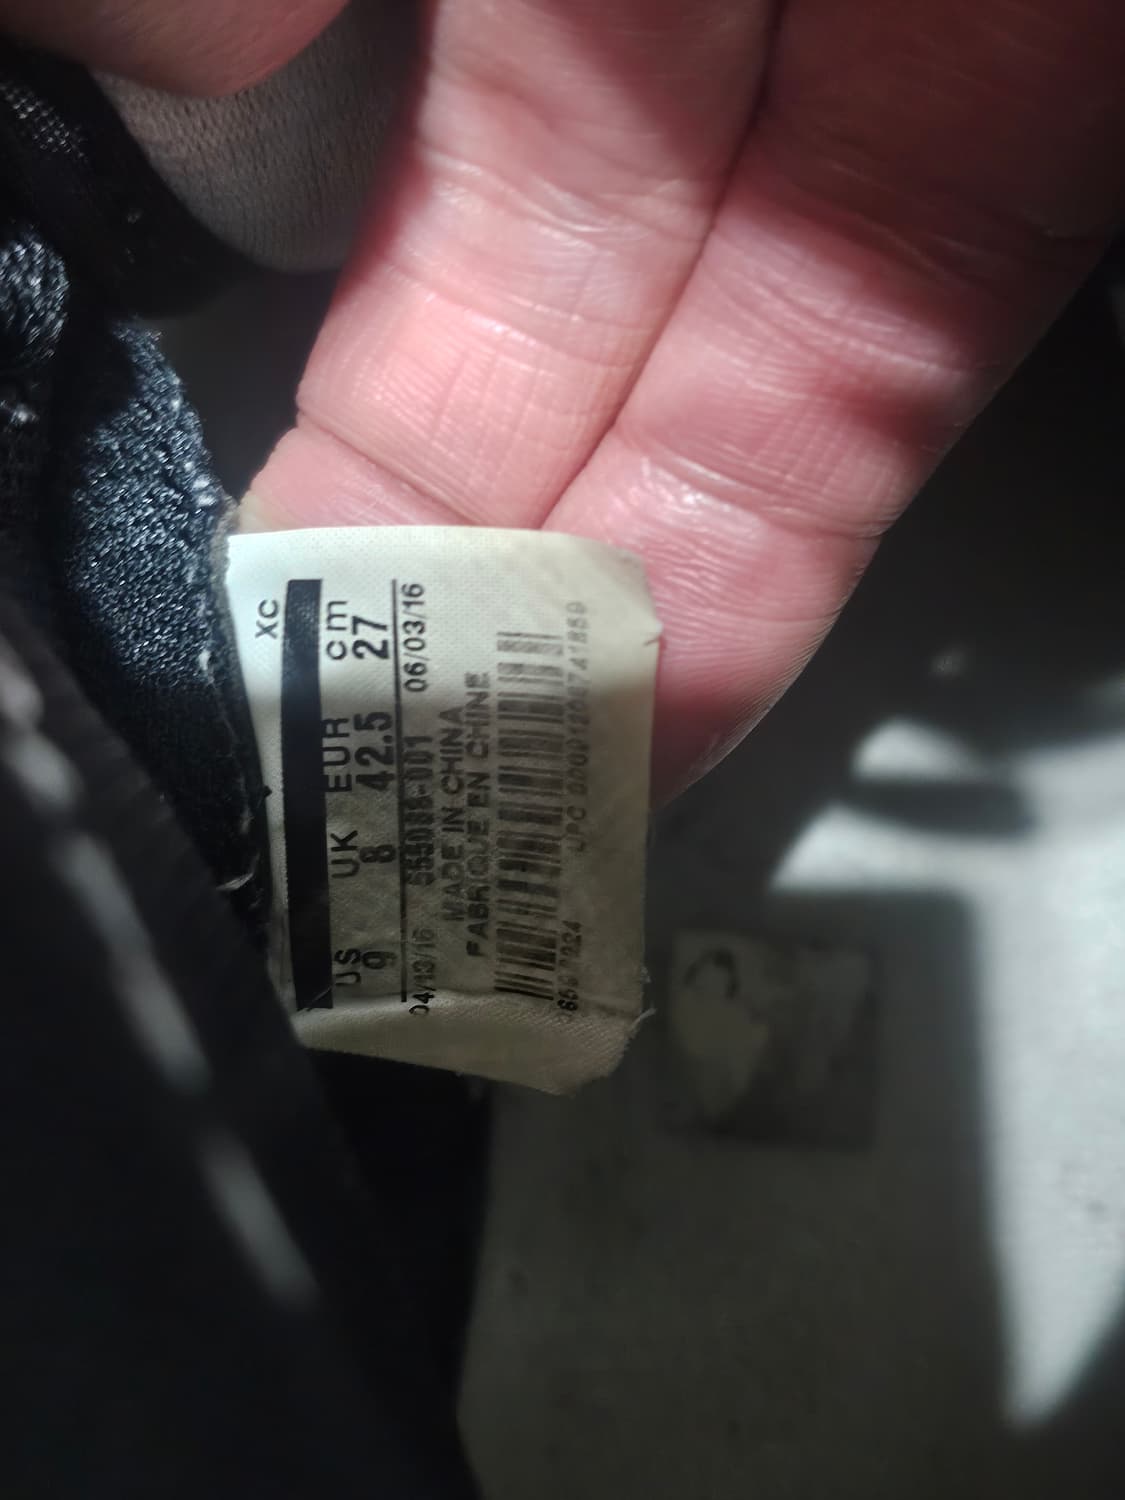 XC
US UK EUR cm
9 8 42.5 27
04/13/16 555088-001 06/03/16
MADE IN CHINA
FABRIQUE EN CHINE
UPC